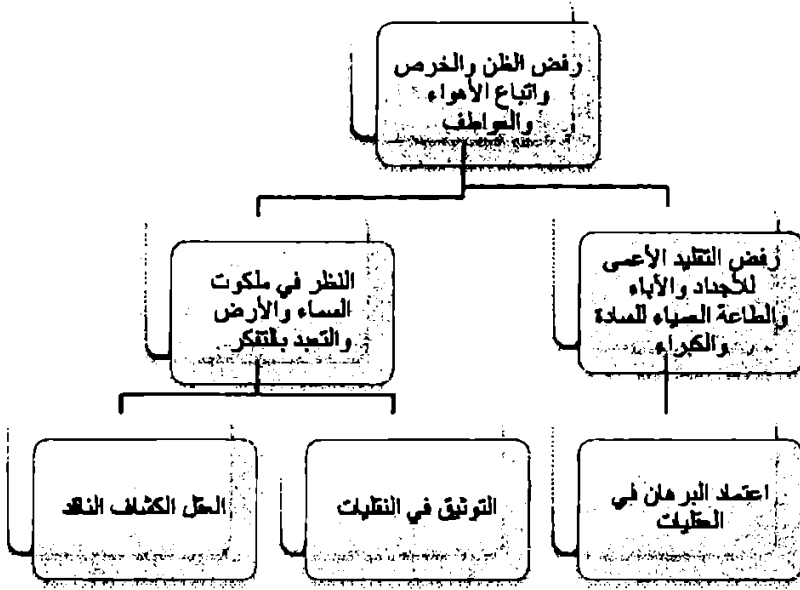 رفض الظن والخرص
واتباع الأهواء
والعواطف
رفض التقليد الأعمى
للأجداد والآباء
والطاعة العمياء للسادة
والكبراء
النظر في ملكوت
السماء والأرض
والتعبد بالتفكر
اعتماد البرهان في
العقليات
التوثيق في النقليات
العقل الكشاف الناقد